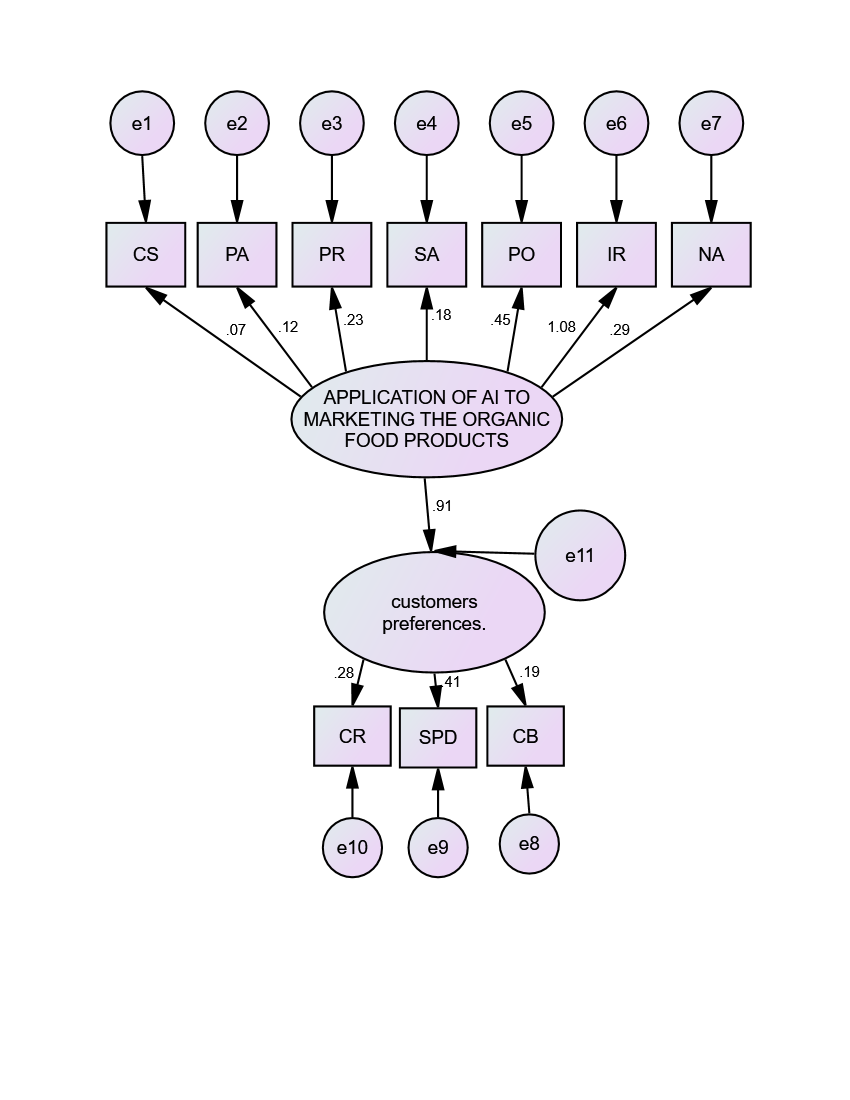 e1 e2 e3 e4 e5 e6 e7
CS PA PR SA PO IR NA
.07 .12 .23 .18 .45 1.08 .29
APPLICATION OF AI TO
MARKETING THE ORGANIC
FOOD PRODUCTS
.91
e11
customers
preferences.
.28 .41 .19
CR SPD CB
e10 e9 e8